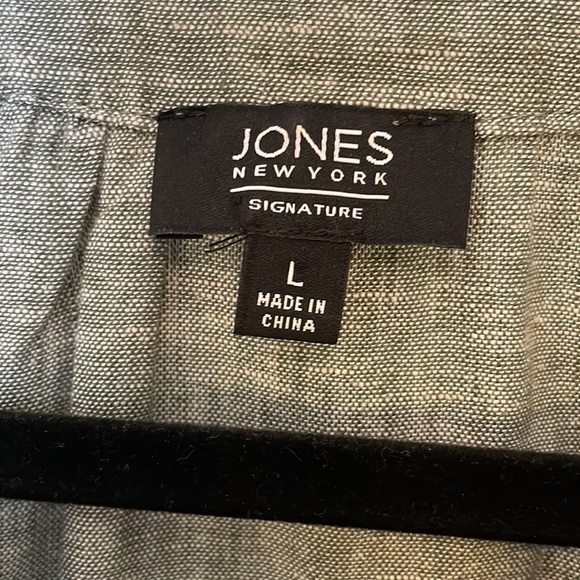 JONES
NEW YORK
SIGNATURE
L
MADE IN
CHINA